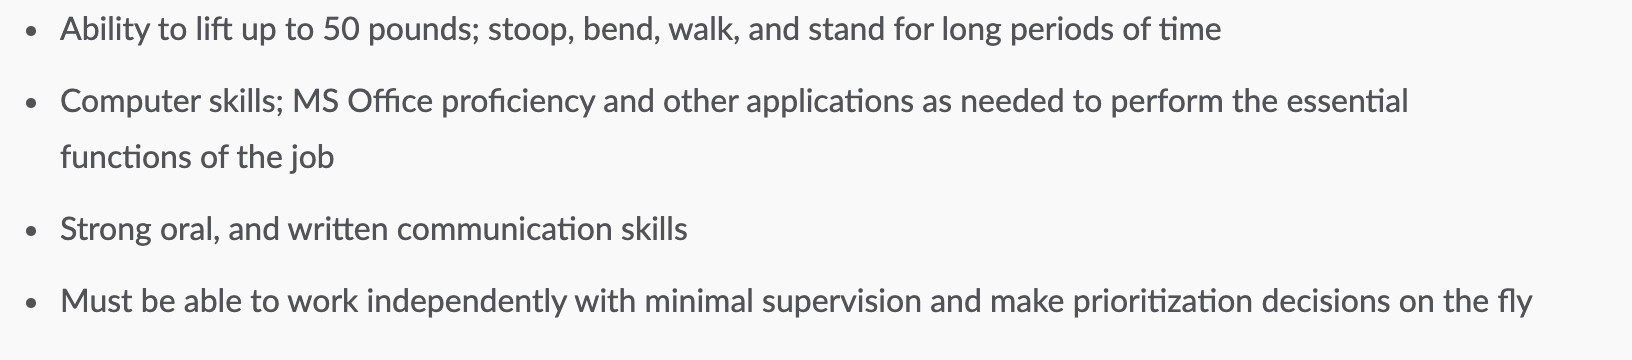 • Ability to lift up to 50 pounds; stoop, bend, walk, and stand for long periods of time
• Computer skills; MS Office proficiency and other applications as needed to perform the essential
functions of the job
• Strong oral, and written communication skills
• Must be able to work independently with minimal supervision and make prioritization decisions on the fly